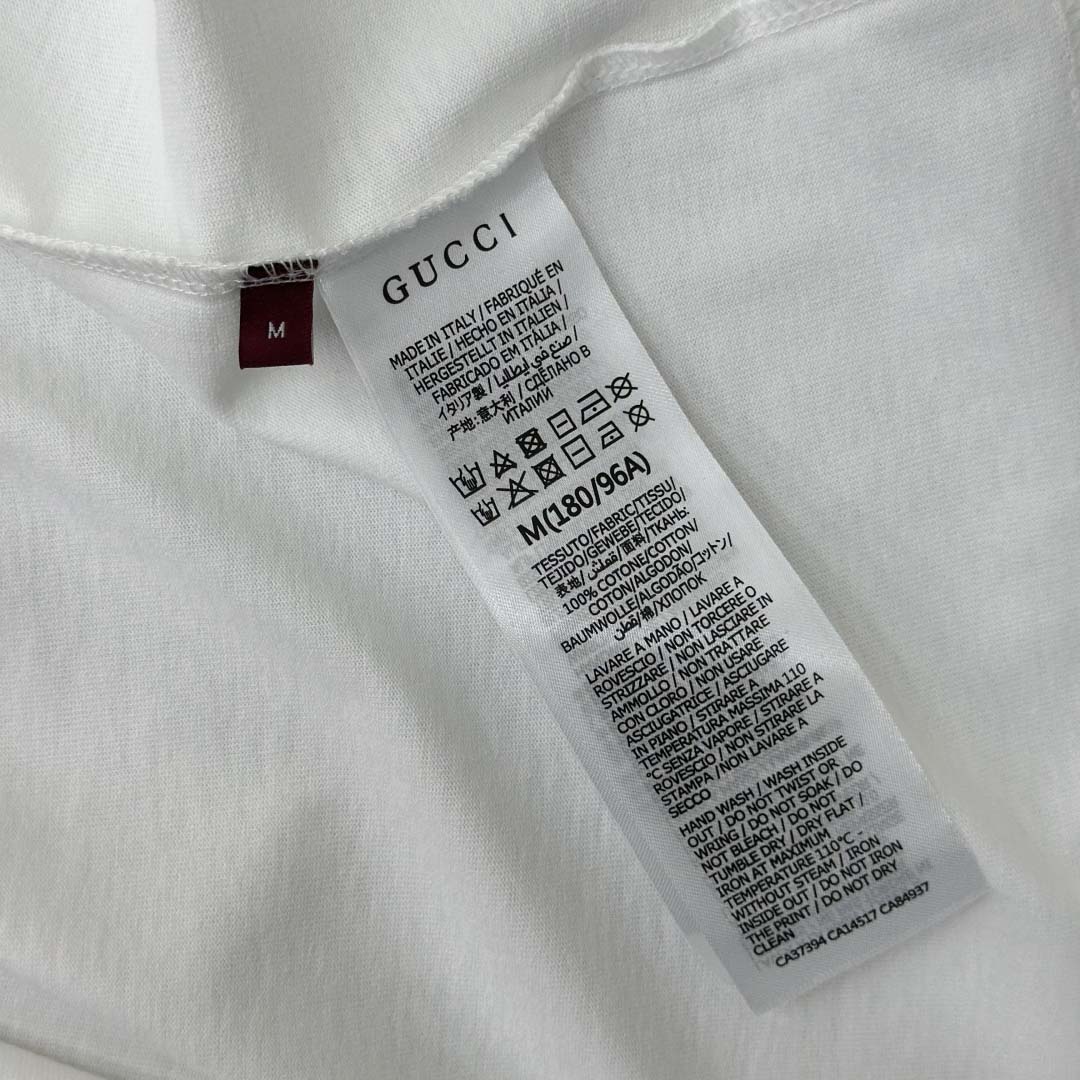 M
GUCCI
MADE IN ITALY / FABRIQUÉ EN
ITALIE / HECHO EN ITALIA /
HERGESTELLT IN ITALIEN /
FABRICADO EM ITÁLIA /
イタリア製 / صنع في إيطاليا /
产地:意大利 / СДЕЛАНО В
ИТАЛИИ
M(180/96A)
TESSUTO/FABRIC/TISSU/
TEJIDO/GEWEBE/TECIDO/
表地/قماش/面料/ТКАНЬ:
100% COTONE/COTTON/
COTON/ALGODON/
BAUMWOLLE/ALGODÃO/コットン/
قطن/棉/ХЛОПОК
LAVARE A MANO / LAVARE A
ROVESCIO / NON TORCERE O
STRIZZARE / NON LASCIARE IN
AMMOLLO / NON TRATTARE
CON CLORO / NON USARE
ASCIUGATRICE / ASCIUGARE
IN PIANO / STIRARE A
TEMPERATURA MASSIMA 110
°C SENZA VAPORE / STIRARE A
ROVESCIO / NON STIRARE LA
STAMPA / NON LAVARE A
SECCO
HAND WASH / WASH INSIDE
OUT / DO NOT TWIST OR
WRING / DO NOT SOAK / DO
NOT BLEACH / DO NOT
TUMBLE DRY / DRY FLAT /
IRON AT MAXIMUM
TEMPERATURE 110°C -
WITHOUT STEAM / IRON
INSIDE OUT / DO NOT IRON
THE PRINT / DO NOT DRY
CLEAN
CA37394 CA14517 CA84937